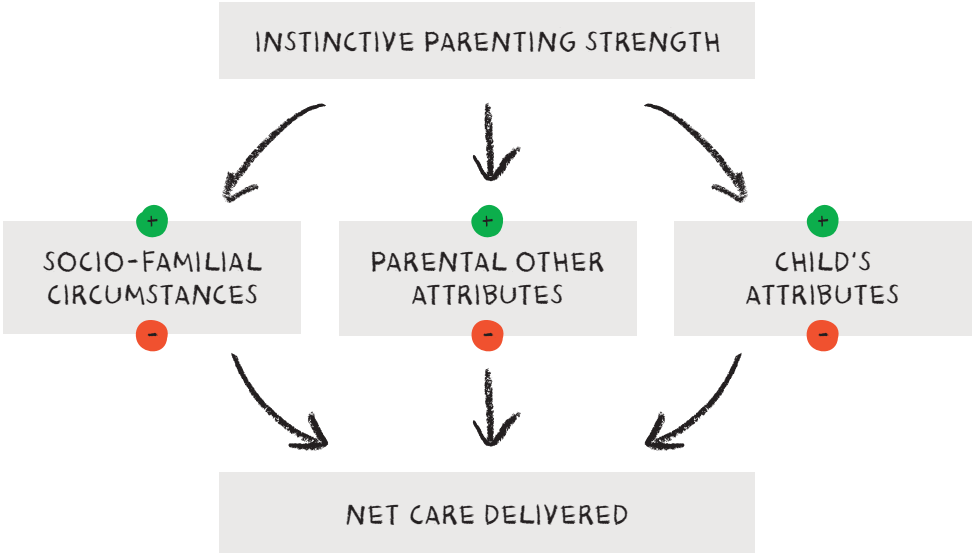 INSTINCTIVE PARENTING STRENGTH
+
+
+
SOCIO-FAMILIAL
CIRCUMSTANCES
PARENTAL OTHER
ATTRIBUTES
CHILD'S
ATTRIBUTES
-
-
-
NET CARE DELIVERED